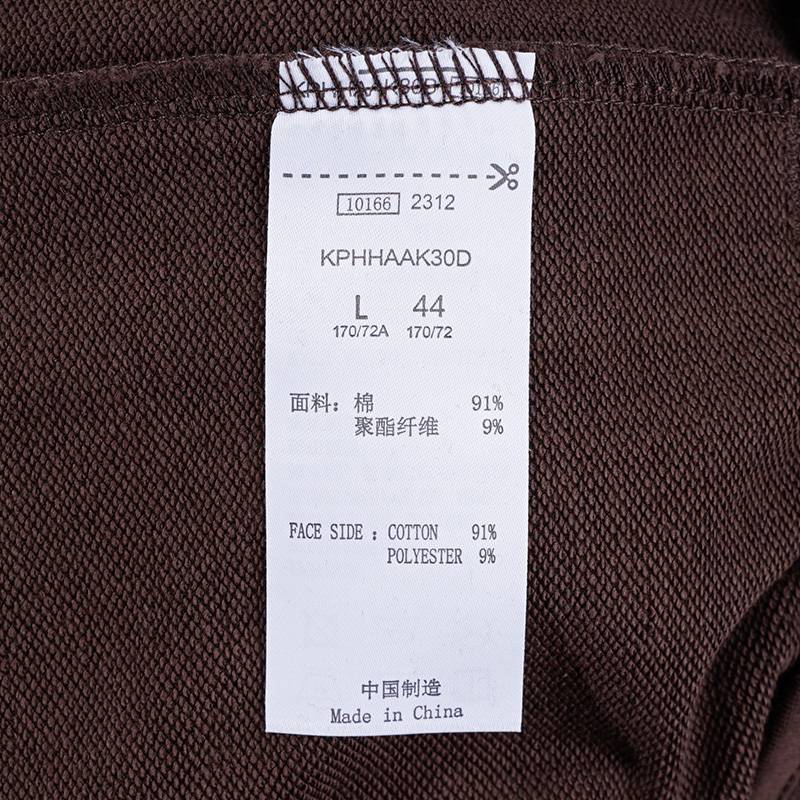 10166 2312
KPHHAAK30D
L 44
170/72A 170/72
面料：棉 91%
聚酯纤维 9%
FACE SIDE : COTTON 91%
POLYESTER 9%
中国制造
Made in China